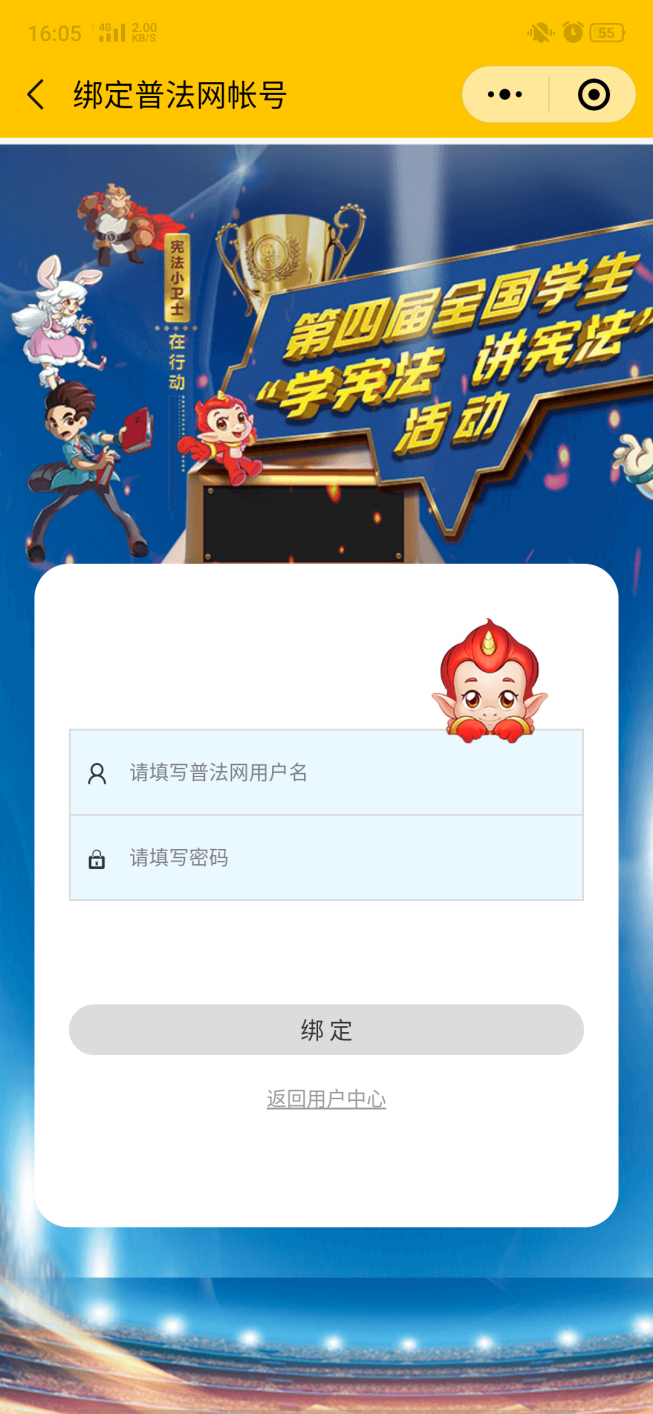 16:05
4G
2.00
KB/S
55
绑定普法网帐号
宪法小卫士
在行动
第四届全国学生
“学宪法 讲宪法”
活动
请填写普法网用户名
请填写密码
绑 定
返回用户中心